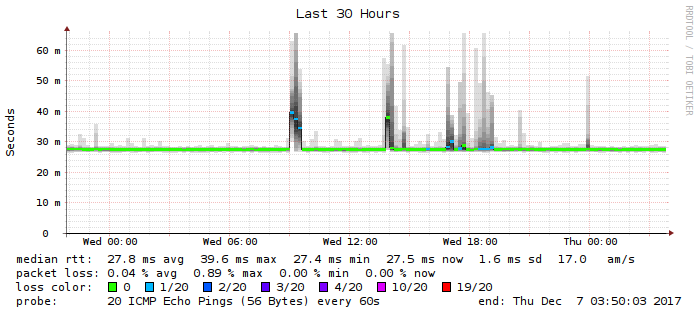 Last 30 Hours
RRDTOOL / TOBI OETIKER
Seconds
60 m
50 m
40 m
30 m
20 m
10 m
0
Wed 00:00 Wed 06:00 Wed 12:00 Wed 18:00 Thu 00:00
median rtt: 27.8 ms avg 39.6 ms max 27.4 ms min 27.5 ms now 1.6 ms sd 17.0 am/s
packet loss: 0.04 % avg 0.89 % max 0.00 % min 0.00 % now
loss color: 0 1/20 2/20 3/20 4/20 10/20 19/20
probe: 20 ICMP Echo Pings (56 Bytes) every 60s end: Thu Dec 7 03:50:03 2017